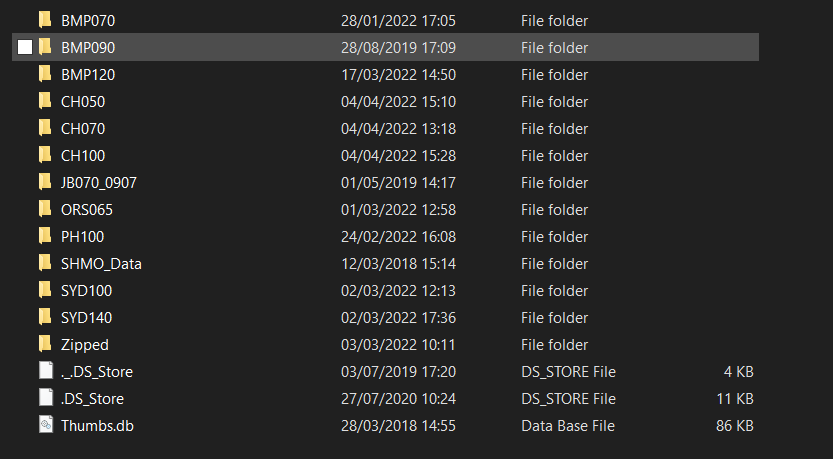 BMP070 28/01/2022 17:05 File folder
BMP090 28/08/2019 17:09 File folder
BMP120 17/03/2022 14:50 File folder
CH050 04/04/2022 15:10 File folder
CH070 04/04/2022 13:18 File folder
CH100 04/04/2022 15:28 File folder
JB070_0907 01/05/2019 14:17 File folder
ORS065 01/03/2022 12:58 File folder
PH100 24/02/2022 16:08 File folder
SHMO_Data 12/03/2018 15:14 File folder
SYD100 02/03/2022 12:13 File folder
SYD140 02/03/2022 17:36 File folder
Zipped 03/03/2022 10:11 File folder
._.DS_Store 03/07/2019 17:20 DS_STORE File 4 KB
.DS_Store 27/07/2020 10:24 DS_STORE File 11 KB
Thumbs.db 28/03/2018 14:55 Data Base File 86 KB